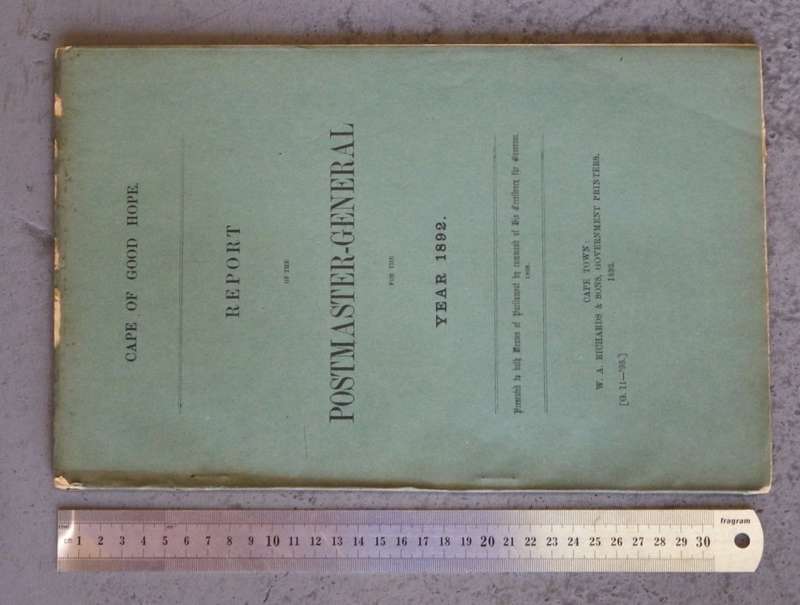 CAPE OF GOOD HOPE.
REPORT
OF THE
POSTMASTER-GENERAL
FOR THE
YEAR 1892.
Presented to both Houses of Parliament by command of His Excellency the Governor.
1893.
CAPE TOWN:
W. A. RICHARDS & SONS, GOVERNMENT PRINTERS.
1893.
[G. 11—'93.]
cm 1 2 3 4 5 6 7 8 9 10 11 12 13 14 15 16 17 18 19 20 21 22 23 24 25 26 27 28 29 30
fragram